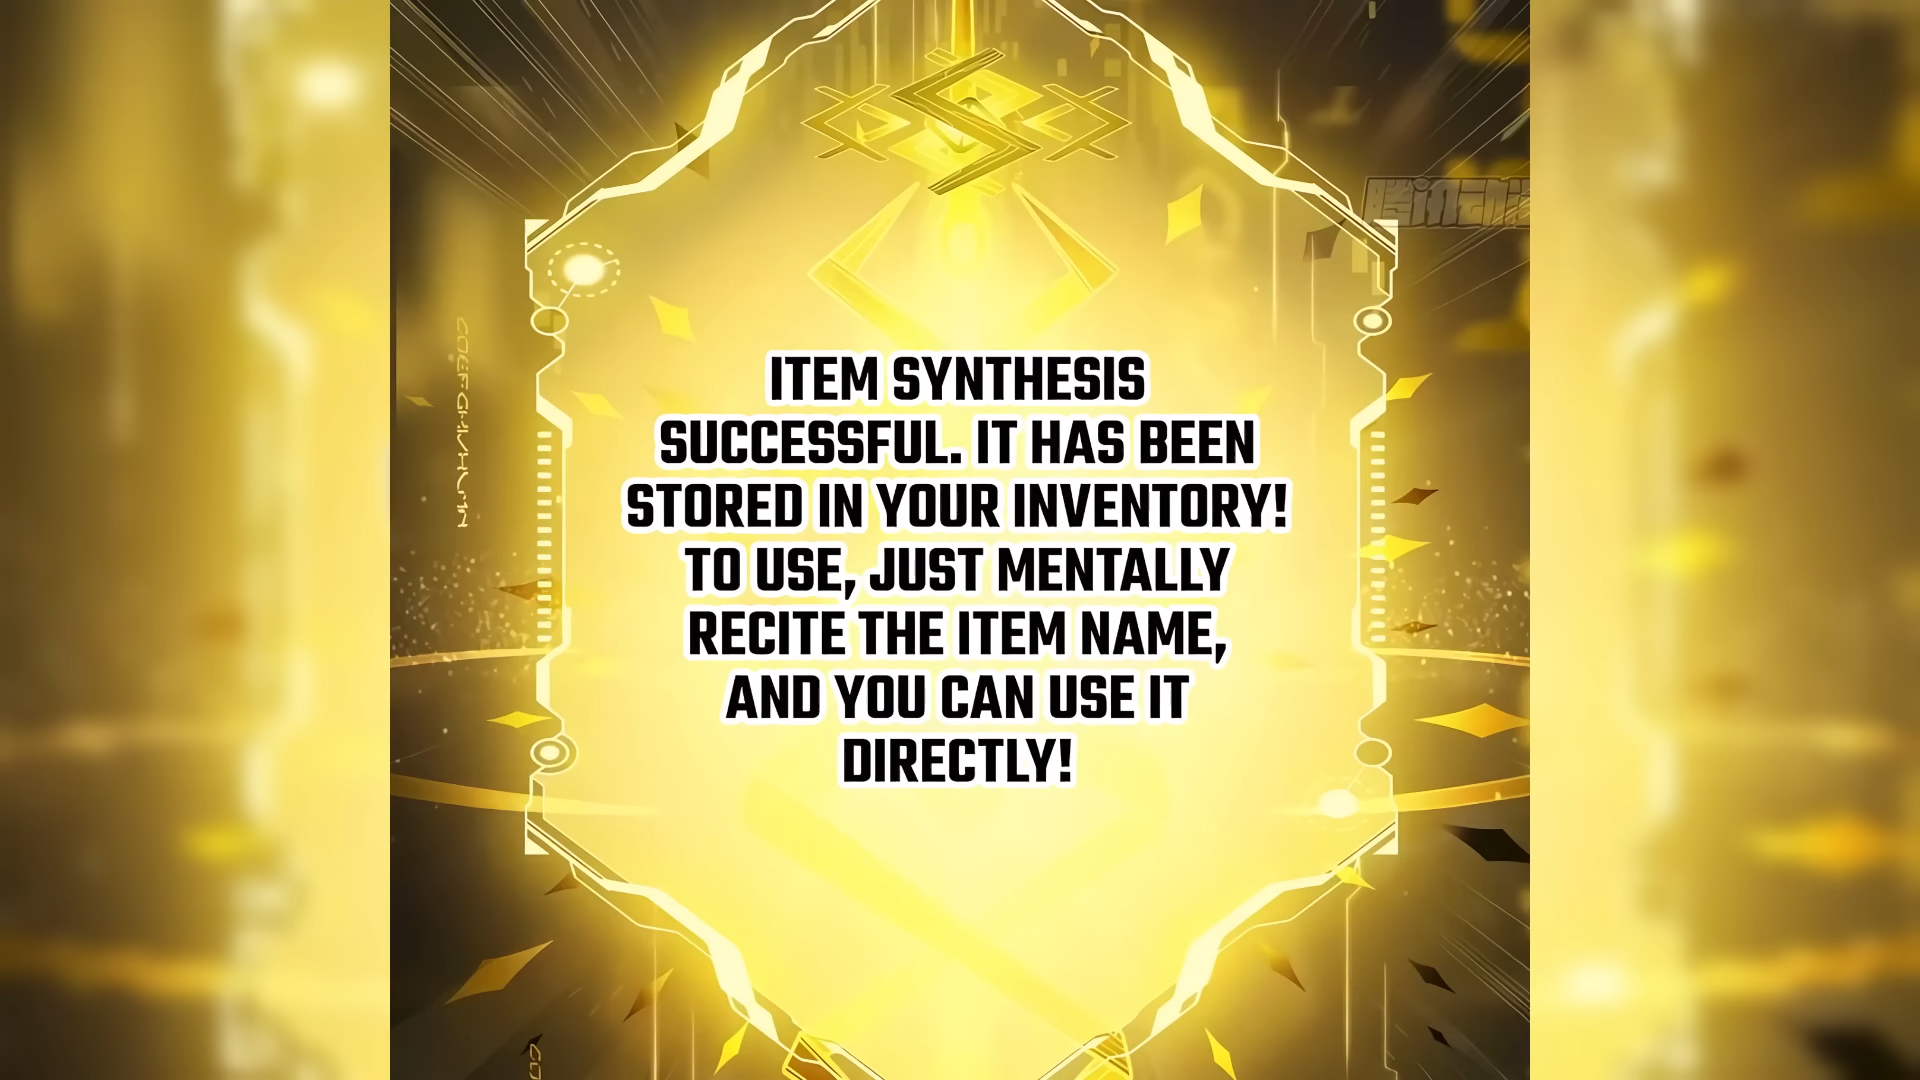 ITEM SYNTHESIS
SUCCESSFUL. IT HAS BEEN
STORED IN YOUR INVENTORY!
TO USE, JUST MENTALLY
RECITE THE ITEM NAME,
AND YOU CAN USE IT
DIRECTLY!